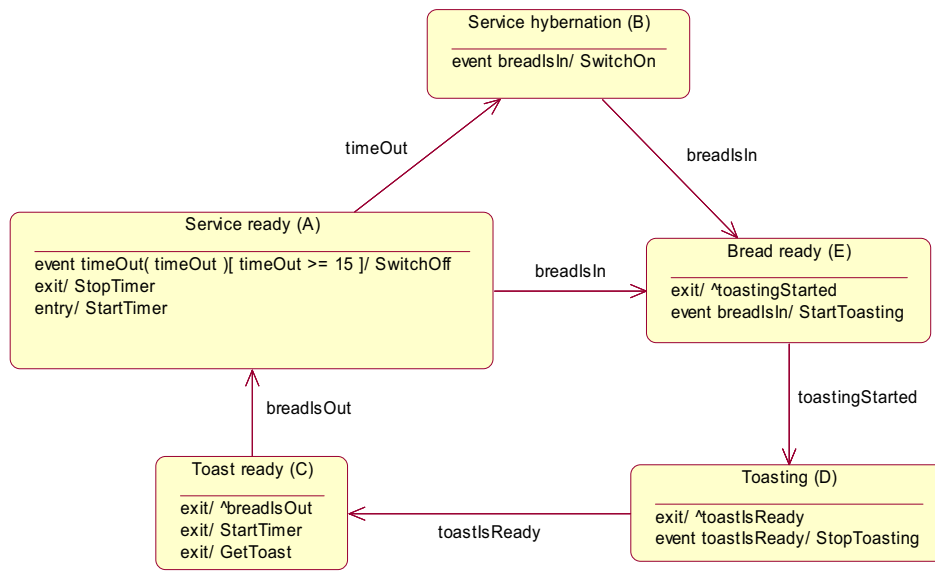 Service hybernation (B)
event breadIsIn/ SwitchOn
timeOut
breadIsIn
Service ready (A)
event timeOut( timeOut )[ timeOut >= 15 ]/ SwitchOff
exit/ StopTimer
entry/ StartTimer
breadIsIn
Bread ready (E)
exit/ ^toastingStarted
event breadIsIn/ StartToasting
breadIsOut
toastingStarted
Toast ready (C)
exit/ ^breadIsOut
exit/ StartTimer
exit/ GetToast
toastIsReady
Toasting (D)
exit/ ^toastIsReady
event toastIsReady/ StopToasting